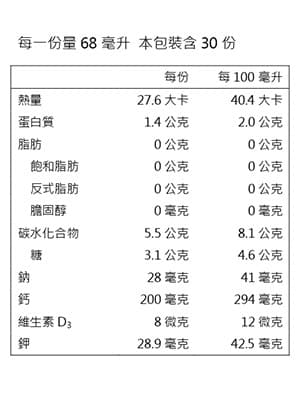 每一份量 68 毫升 本包裝含 30 份
每份 每 100 毫升
熱量 27.6 大卡 40.4 大卡
蛋白質 1.4 公克 2.0 公克
脂肪 0 公克 0 公克
飽和脂肪 0 公克 0 公克
反式脂肪 0 公克 0 公克
膽固醇 0 毫克 0 毫克
碳水化合物 5.5 公克 8.1 公克
糖 3.1 公克 4.6 公克
鈉 28 毫克 41 毫克
鈣 200 毫克 294 毫克
維生素 D₃ 8 微克 12 微克
鉀 28.9 毫克 42.5 毫克